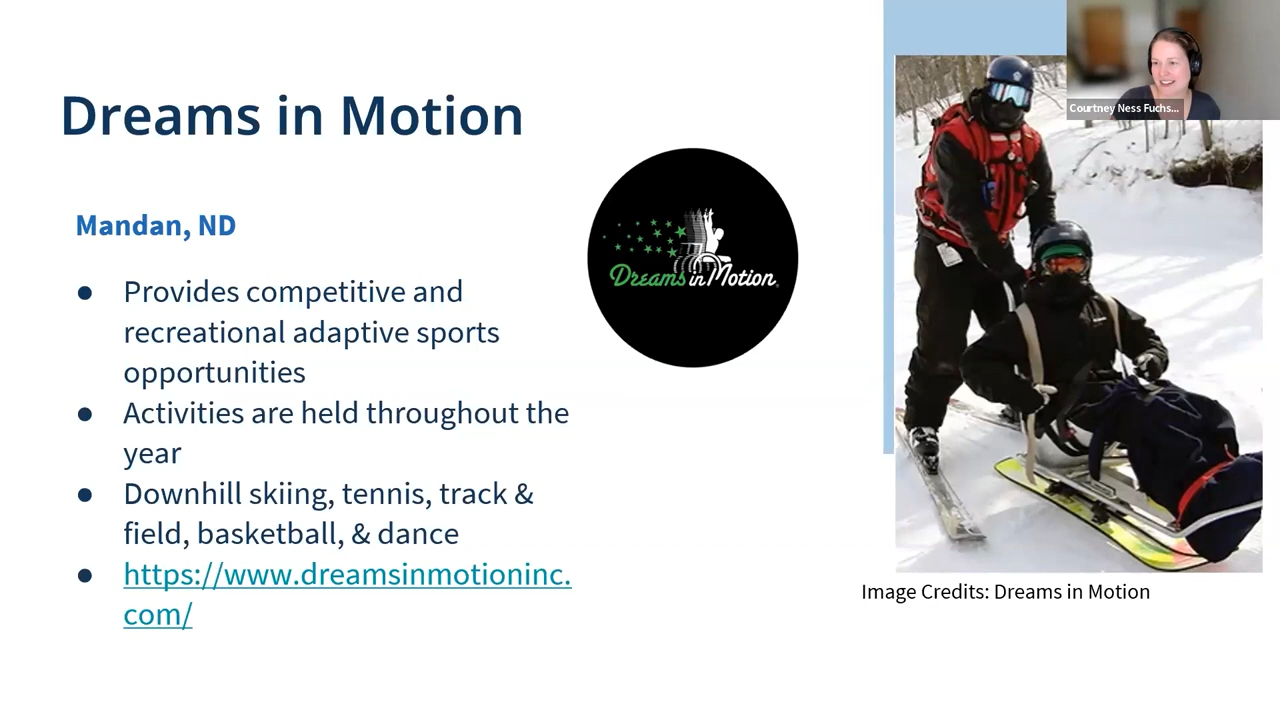 Dreams in Motion
Mandan, ND
● Provides competitive and
recreational adaptive sports
opportunities
● Activities are held throughout the
year
● Downhill skiing, tennis, track &
field, basketball, & dance
● https://www.dreamsinmotioninc.
com/
Dreams in Motion
Courtney Ness Fuchs...
Image Credits: Dreams in Motion